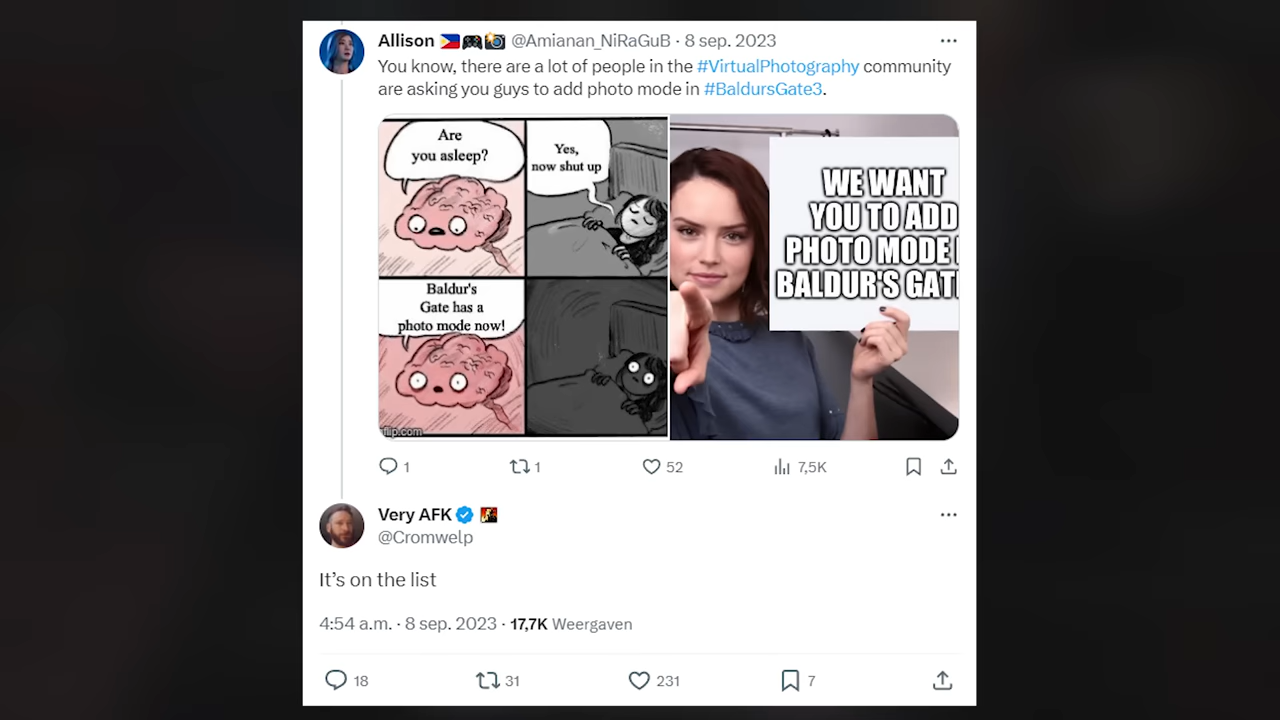 Allison @Amianan_NiRaGuB · 8 sep. 2023
You know, there are a lot of people in the #VirtualPhotography community
are asking you guys to add photo mode in #BaldursGate3.
Are
you asleep?
Yes,
now shut up
Baldur's
Gate has a
photo mode now!
flip.com
WE WANT
YOU TO ADD
PHOTO MODE
BALDUR'S GAT
1
1
52
7,5K
Very AFK
@Cromwelp
It's on the list
4:54 a.m. · 8 sep. 2023 · 17,7K Weergaven
18
31
231
7